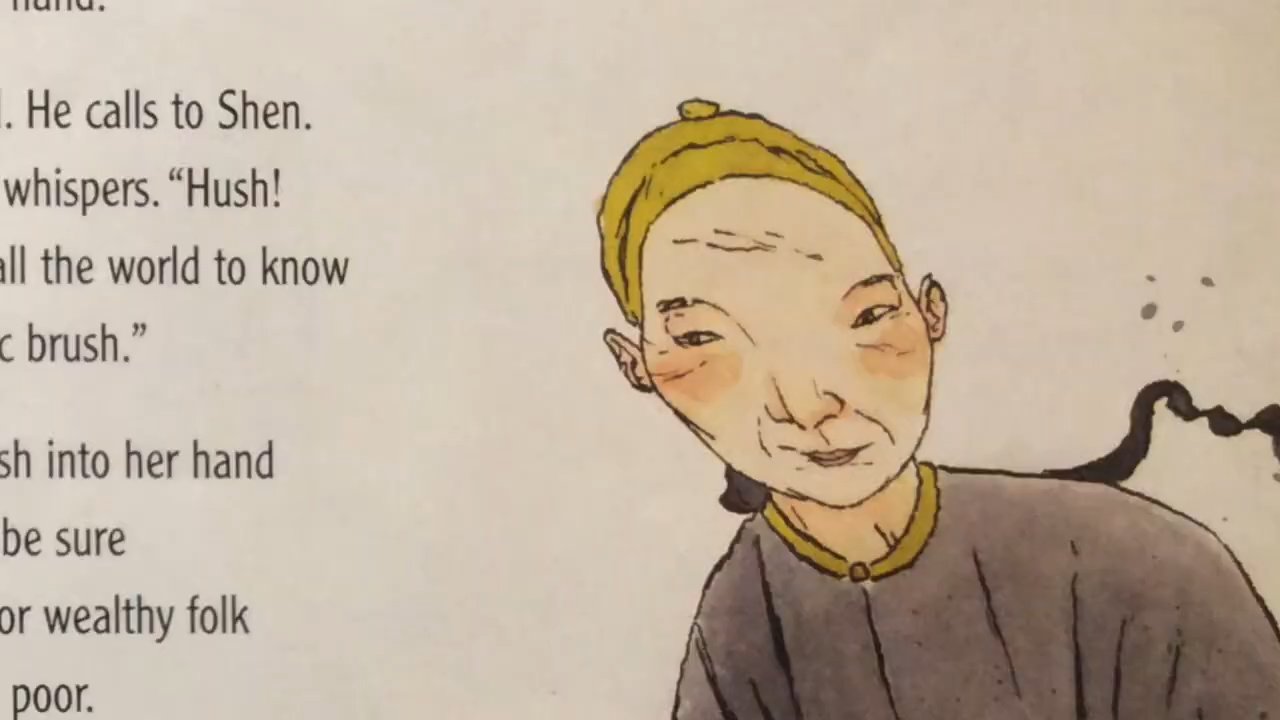 hand.
. He calls to Shen.
whispers. “Hush!
all the world to know
c brush.”
sh into her hand
be sure
or wealthy folk
poor.